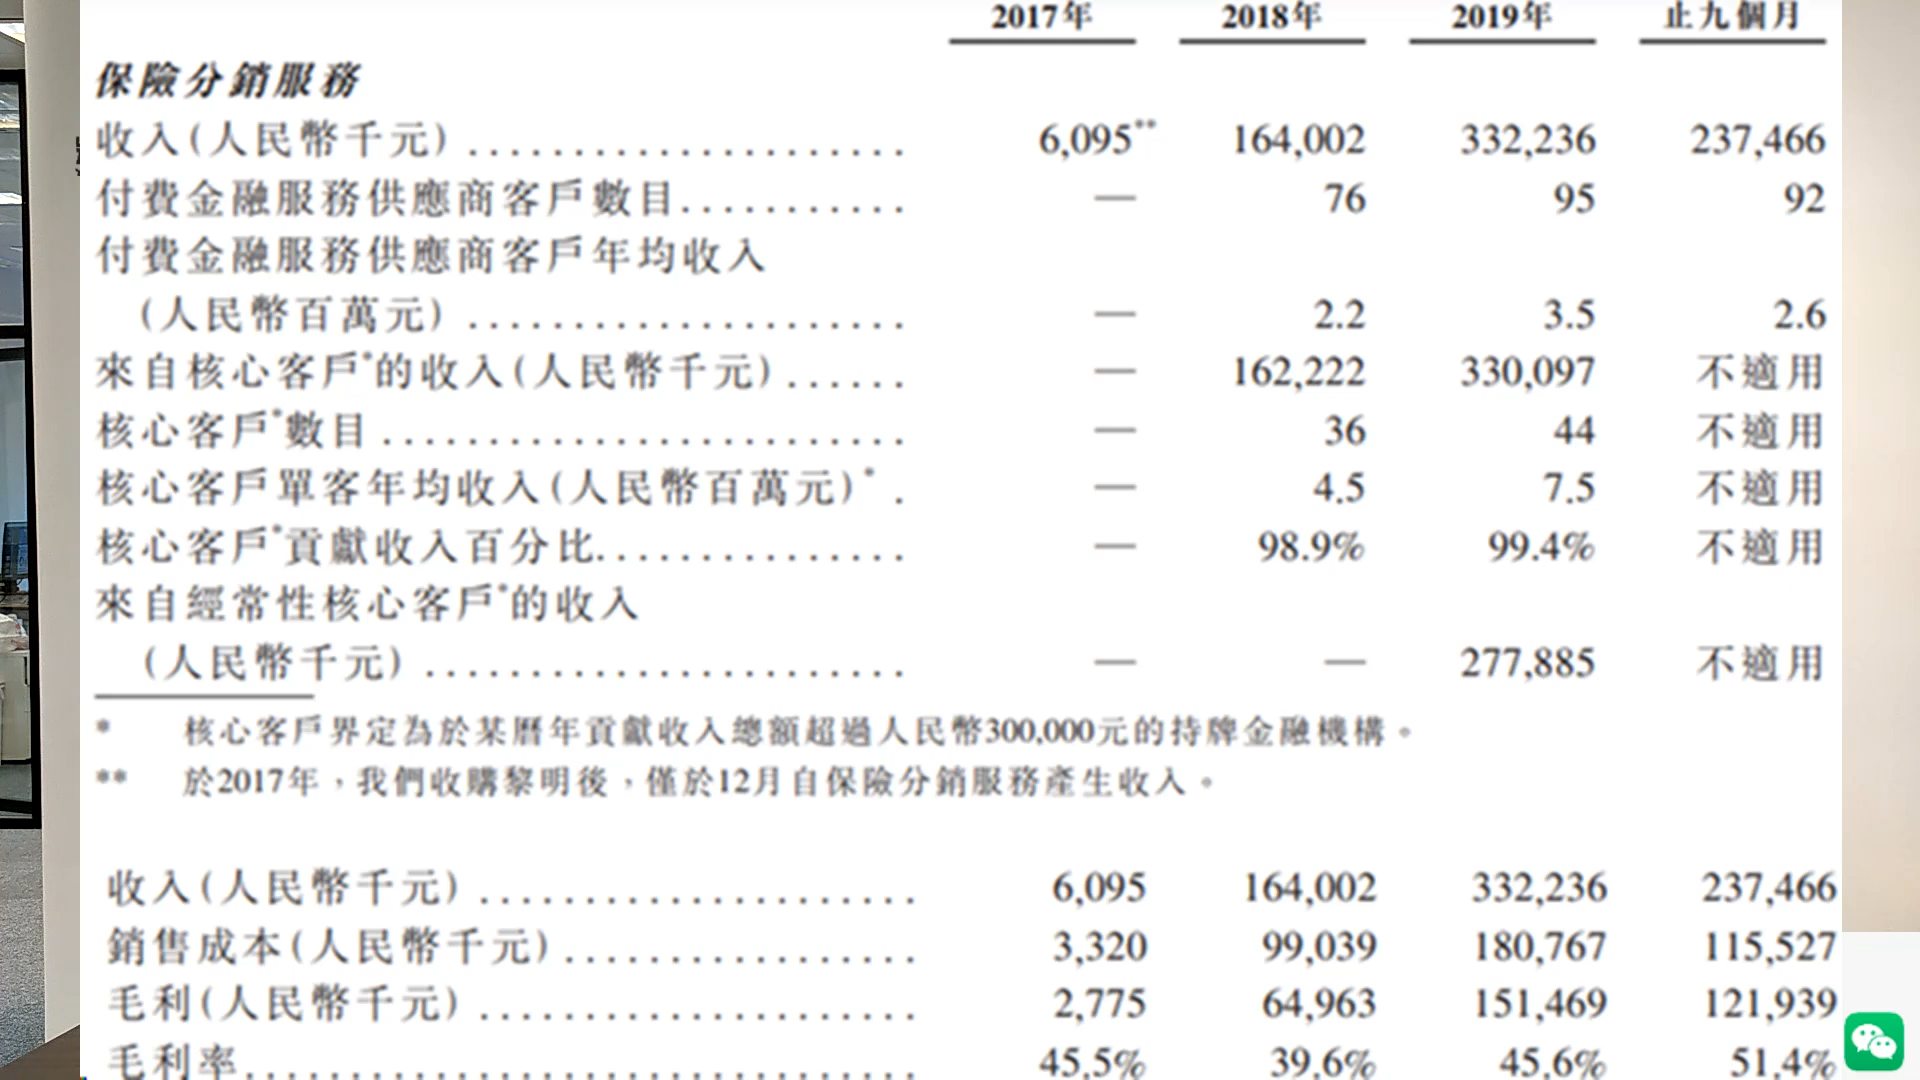 2017年 2018年 2019年 止九個月
保險分銷服務
收入(人民幣千元) ........................ 6,095** 164,002 332,236 237,466
付費金融服務供應商客戶數目........... — 76 95 92
付費金融服務供應商客戶年均收入
(人民幣百萬元) ........................ — 2.2 3.5 2.6
來自核心客戶*的收入(人民幣千元) ...... — 162,222 330,097 不適用
核心客戶*數目 ........................ — 36 44 不適用
核心客戶單客年均收入(人民幣百萬元)* . — 4.5 7.5 不適用
核心客戶*貢獻收入百分比.............. — 98.9% 99.4% 不適用
來自經常性核心客戶*的收入
(人民幣千元) ........................ — — 277,885 不適用
* 核心客戶界定為於某曆年貢獻收入總額超過人民幣300,000元的持牌金融機構。
** 於2017年，我們收購黎明後，僅於12月自保險分銷服務產生收入。
收入(人民幣千元) ........................ 6,095 164,002 332,236 237,466
銷售成本(人民幣千元) .................... 3,320 99,039 180,767 115,527
毛利(人民幣千元) ........................ 2,775 64,963 151,469 121,939
毛利率................................ 45.5% 39.6% 45.6% 51.4%